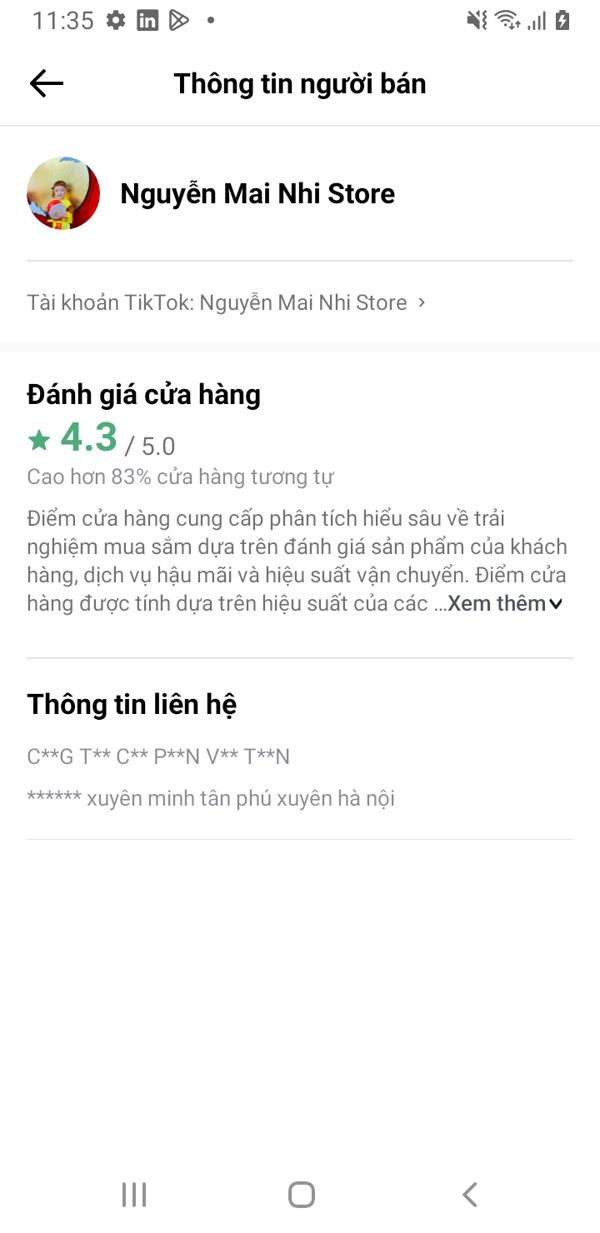 11:35
Thông tin người bán
Nguyễn Mai Nhi Store
Tài khoản TikTok: Nguyễn Mai Nhi Store
Đánh giá cửa hàng
4.3 / 5.0
Cao hơn 83% cửa hàng tương tự
Điểm cửa hàng cung cấp phân tích hiểu sâu về trải
nghiệm mua sắm dựa trên đánh giá sản phẩm của khách
hàng, dịch vụ hậu mãi và hiệu suất vận chuyển. Điểm cửa
hàng được tính dựa trên hiệu suất của các ...Xem thêm
Thông tin liên hệ
C**G T** C** P**N V** T**N
****** xuyên minh tân phú xuyên hà nội